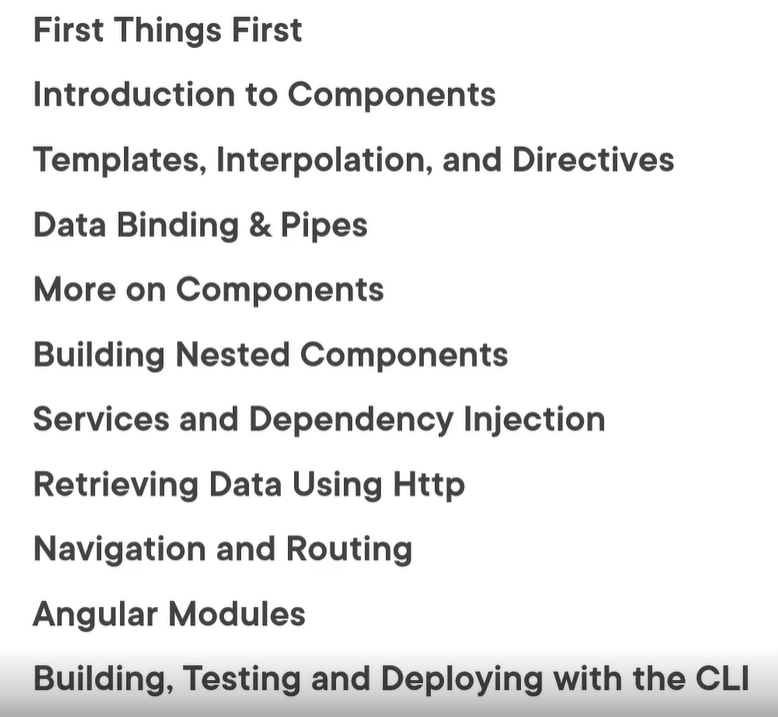 First Things First
Introduction to Components
Templates, Interpolation, and Directives
Data Binding & Pipes
More on Components
Building Nested Components
Services and Dependency Injection
Retrieving Data Using Http
Navigation and Routing
Angular Modules
Building, Testing and Deploying with the CLI